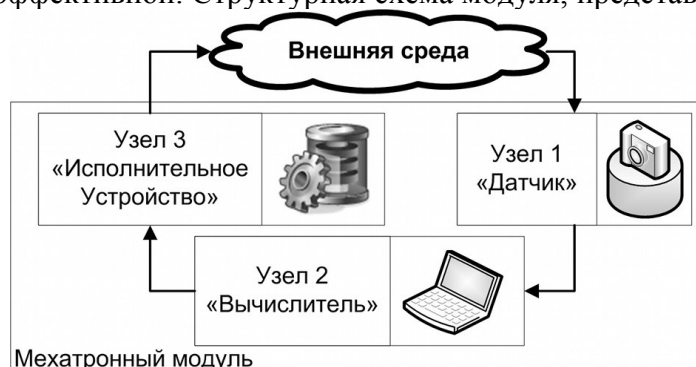 эффективной. Структурная схема модуля, представ
Внешняя среда
Узел 3
«Исполнительное
Устройство»
Узел 1
«Датчик»
Узел 2
«Вычислитель»
Мехатронный модуль